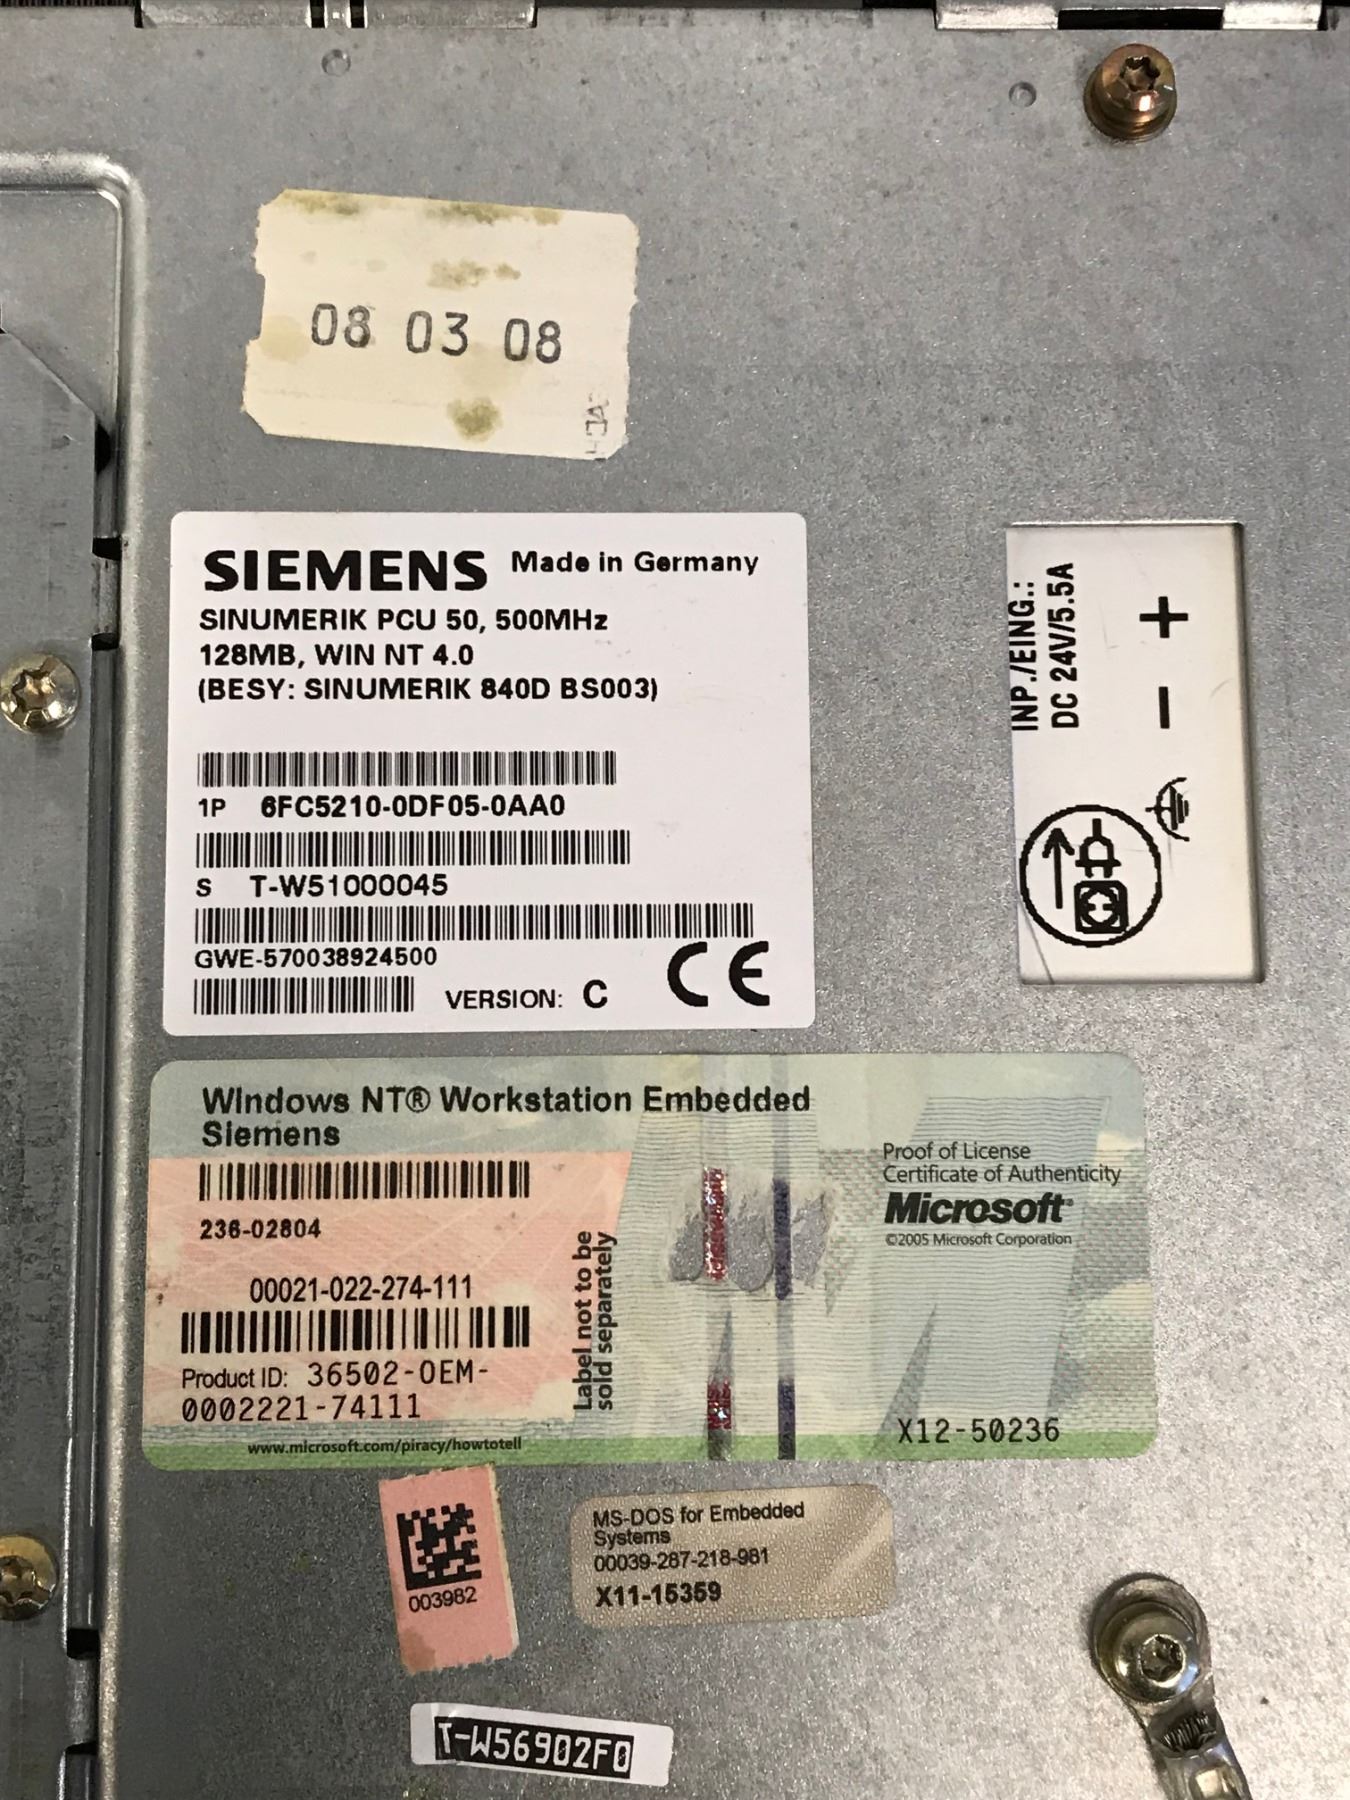 08 03 08
SIEMENS Made in Germany
SINUMERIK PCU 50, 500MHz
128MB, WIN NT 4.0
(BESY: SINUMERIK 840D BS003)
1P 6FC5210-0DF05-0AA0
S T-W51000045
GWE-570038924500
VERSION: C CE
INP./EING.:
DC 24V/5.5A
+
-
Windows NT® Workstation Embedded
Siemens
236-02804
00021-022-274-111
Product ID: 36502-OEM-
0002221-74111
www.microsoft.com/piracy/howtotell
Label not to be
sold separately
Proof of License
Certificate of Authenticity
Microsoft®
©2005 Microsoft Corporation
X12-50236
003982
MS-DOS for Embedded
Systems
00039-287-218-981
X11-15359
T-W56902F0